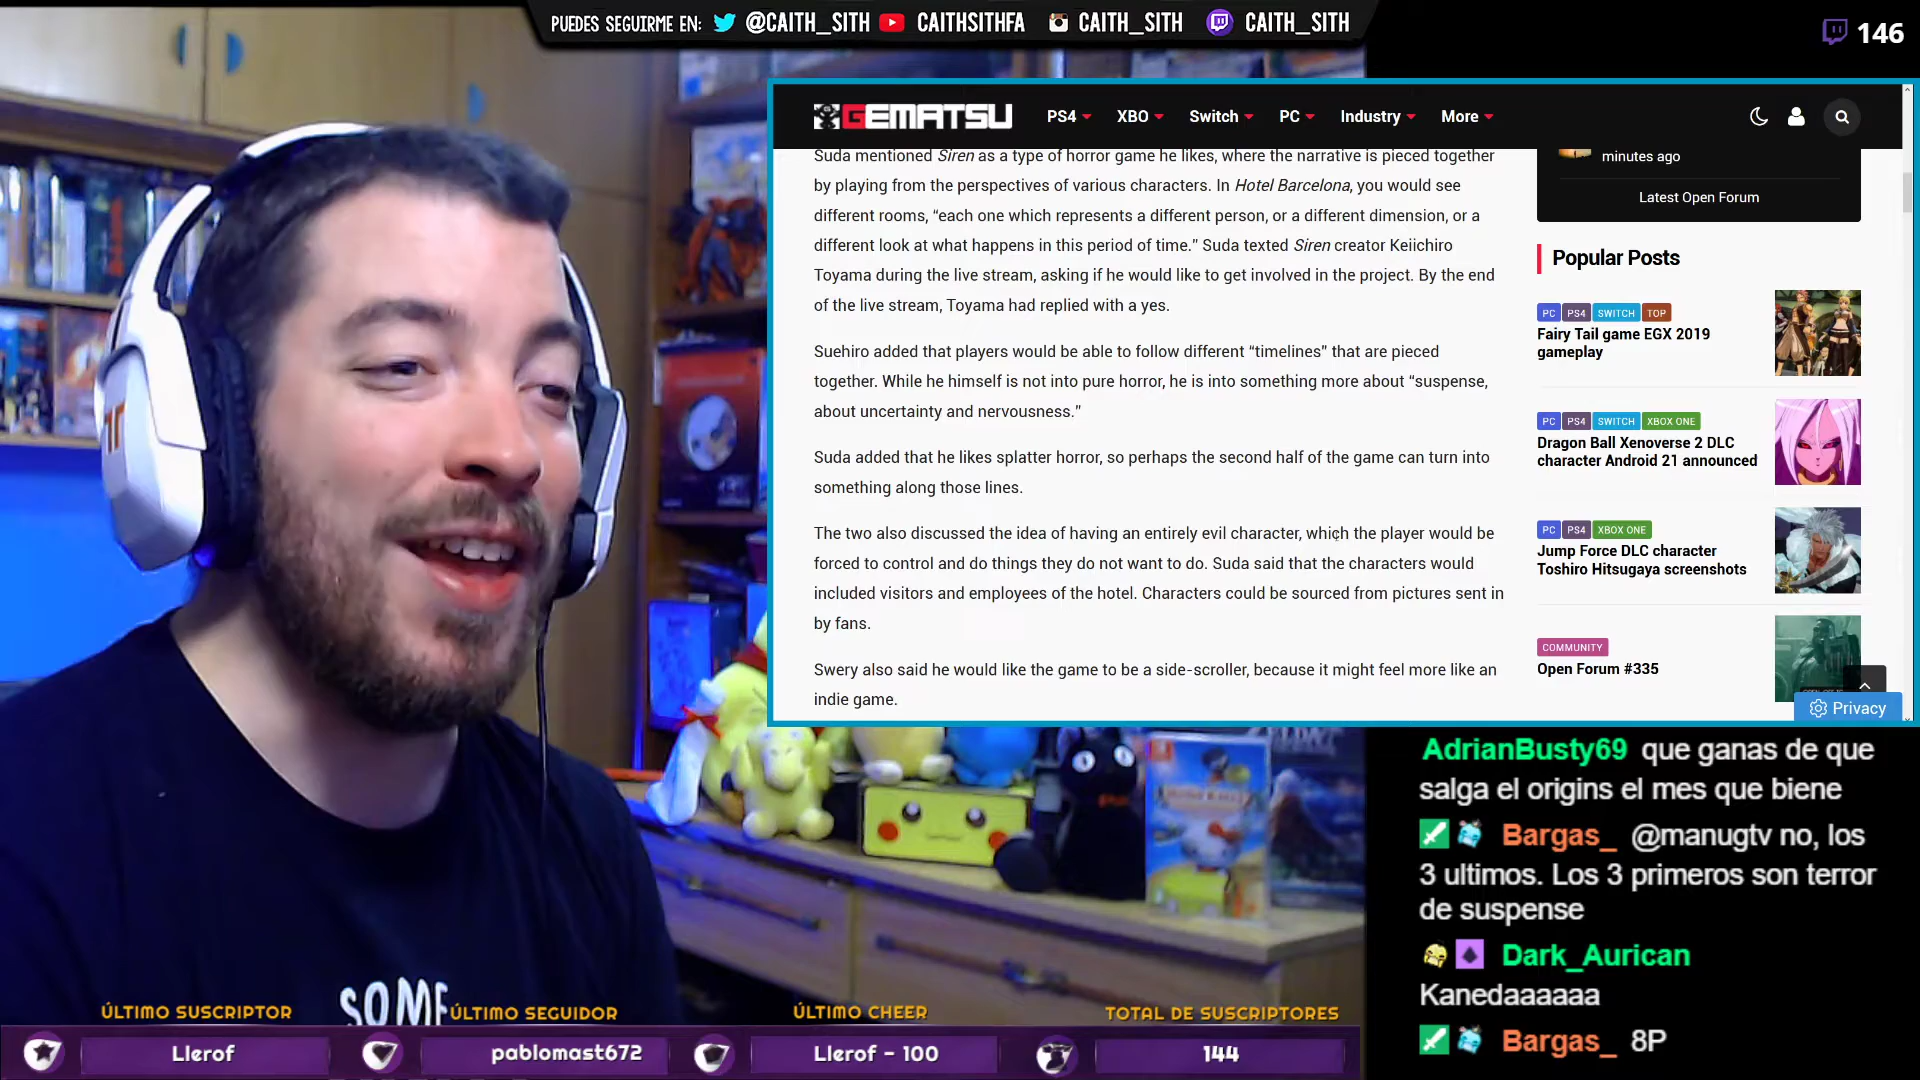 PUEDES SEGUIRME EN: @CAITH_SITH CAITHSITHFA CAITH_SITH CAITH_SITH
146
GEMATSU PS4 XBO Switch PC Industry More
Suda mentioned Siren as a type of horror game he likes, where the narrative is pieced together
by playing from the perspectives of various characters. In Hotel Barcelona, you would see
different rooms, “each one which represents a different person, or a different dimension, or a
different look at what happens in this period of time.” Suda texted Siren creator Keiichiro
Toyama during the live stream, asking if he would like to get involved in the project. By the end
of the live stream, Toyama had replied with a yes.
Suehiro added that players would be able to follow different “timelines” that are pieced
together. While he himself is not into pure horror, he is into something more about “suspense,
about uncertainty and nervousness.”
Suda added that he likes splatter horror, so perhaps the second half of the game can turn into
something along those lines.
The two also discussed the idea of having an entirely evil character, which the player would be
forced to control and do things they do not want to do. Suda said that the characters would
included visitors and employees of the hotel. Characters could be sourced from pictures sent in
by fans.
Swery also said he would like the game to be a side-scroller, because it might feel more like an
indie game.
minutes ago
Latest Open Forum
Popular Posts
PC PS4 SWITCH TOP
Fairy Tail game EGX 2019
gameplay
PC PS4 SWITCH XBOX ONE
Dragon Ball Xenoverse 2 DLC
character Android 21 announced
PC PS4 XBOX ONE
Jump Force DLC character
Toshiro Hitsugaya screenshots
COMMUNITY
Open Forum #335
Privacy
AdrianBusty69 que ganas de que
salga el origins el mes que biene
Bargas_ @manugtv no, los
3 ultimos. Los 3 primeros son terror
de suspense
Dark_Aurican
Kanedaaaaaa
Bargas_ 8P
SOME
ÚLTIMO SUSCRIPTOR ÚLTIMO SEGUIDOR ÚLTIMO CHEER TOTAL DE SUSCRIPTORES
Llerof pablomast672 Llerof - 100 144